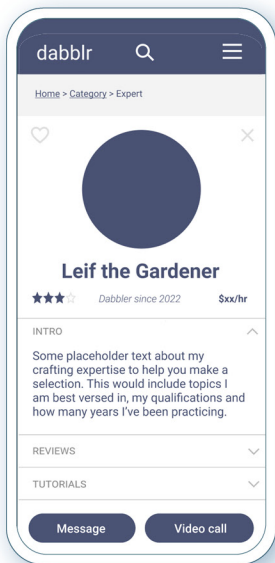 dabblr
Home > Category > Expert
Leif the Gardener
Dabbler since 2022 $xx/hr
INTRO
Some placeholder text about my
crafting expertise to help you make a
selection. This would include topics I
am best versed in, my qualifications and
how many years I've been practicing.
REVIEWS
TUTORIALS
Message Video call